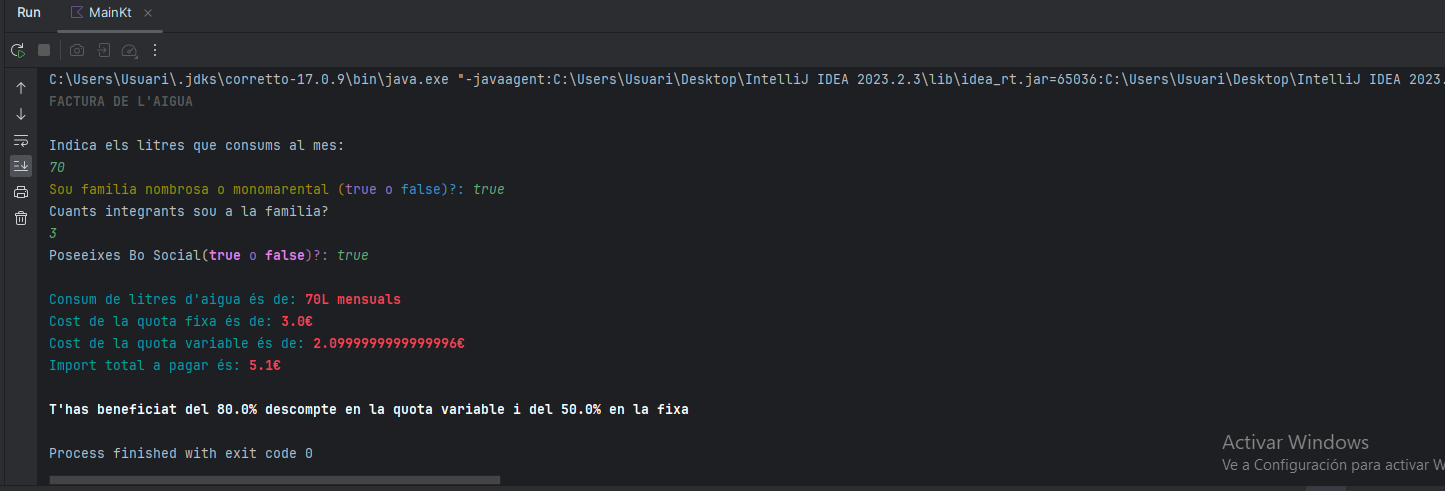 Run
MainKt
C:\Users\Usuari\.jdks\corretto-17.0.9\bin\java.exe "-javaagent:C:\Users\Usuari\Desktop\IntelliJ IDEA 2023.2.3\lib\idea_rt.jar=65036:C:\Users\Usuari\Desktop\IntelliJ IDEA 2023.
FACTURA DE L'AIGUA
Indica els litres que consums al mes:
70
Sou familia nombrosa o monomarental (true o false)?: true
Cuants integrants sou a la familia?
3
Poseeixes Bo Social(true o false)?: true
Consum de litres d'aigua és de: 70L mensuals
Cost de la quota fixa és de: 3.0€
Cost de la quota variable és de: 2.0999999999999996€
Import total a pagar és: 5.1€
T'has beneficiat del 80.0% descompte en la quota variable i del 50.0% en la fixa
Process finished with exit code 0
Activar Windows
Ve a Configuración para activar W